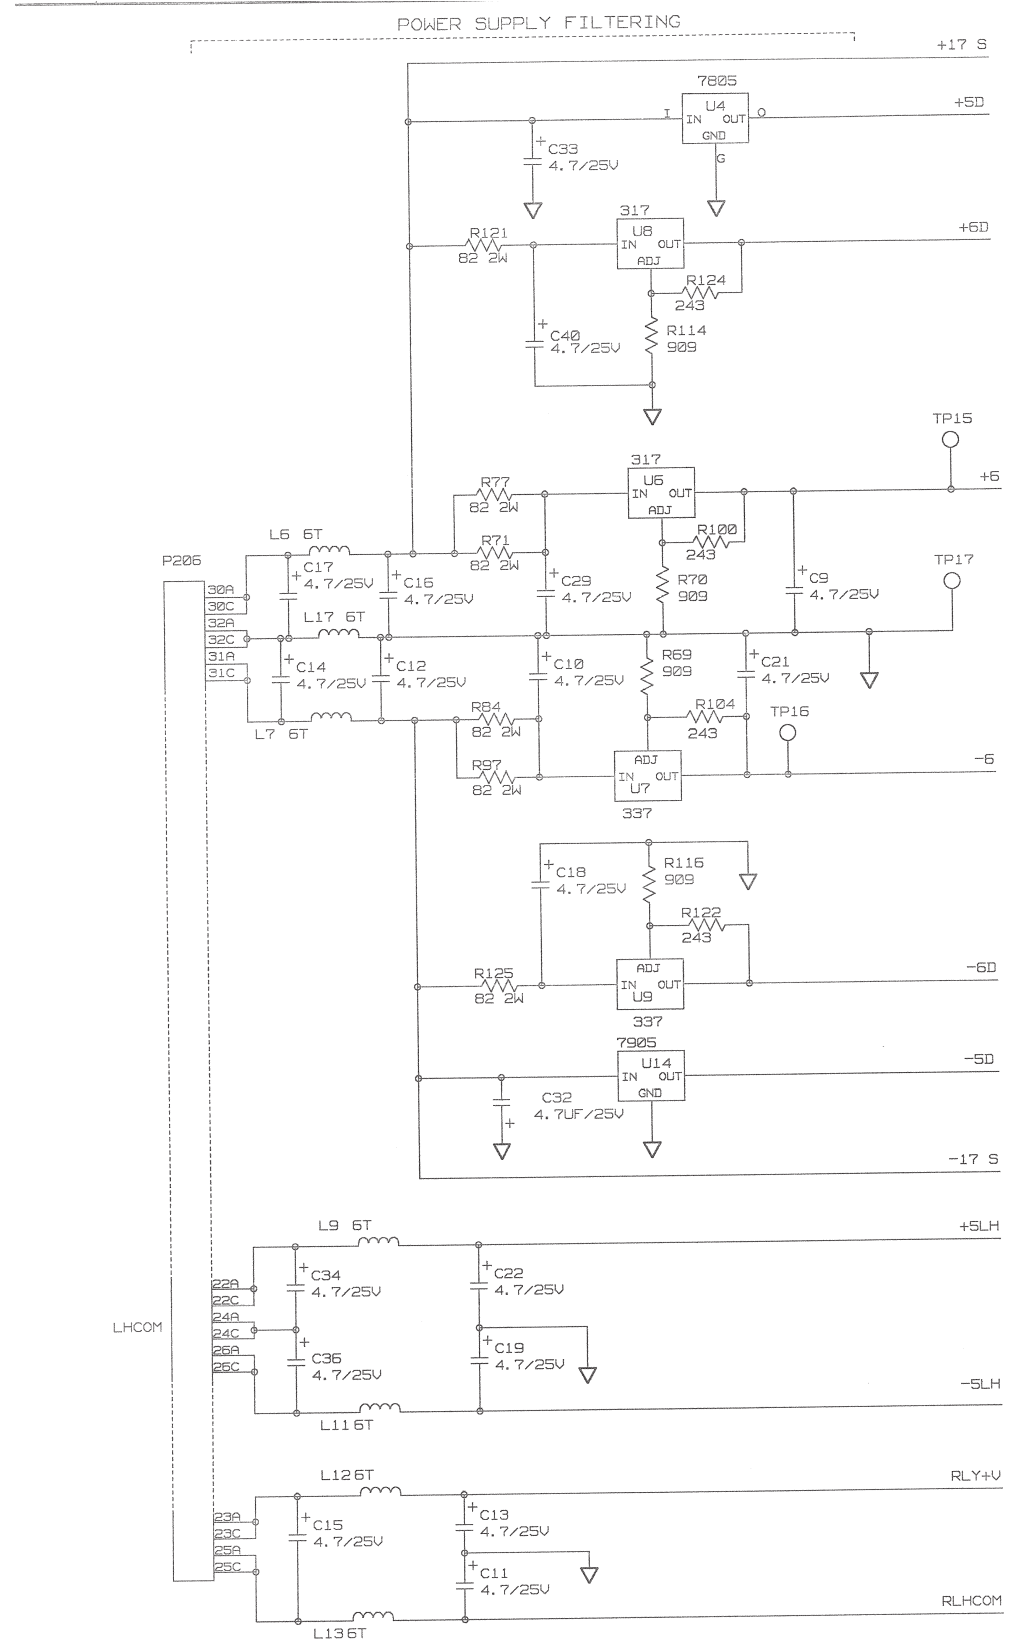 POWER SUPPLY FILTERING
+17 S
7805
U4
I
IN OUT
O
GND
G
+5D
+
C33
4.7/25V
317
U8
IN OUT
ADJ
+6D
R121
82 2W
R124
243
+
C40
4.7/25V
R114
909
TP15
317
U6
IN OUT
ADJ
+6
R77
82 2W
R100
243
R71
82 2W
L6 6T
P206
+
C17
4.7/25V
+
C16
4.7/25V
+
C29
4.7/25V
R70
909
+
C9
4.7/25V
TP17
30A
30C
32A
32C
31A
31C
L17 6T
+
C14
4.7/25V
+
C12
4.7/25V
+
C10
4.7/25V
R69
909
+
C21
4.7/25V
L7 6T
R84
82 2W
R104
243
TP16
R97
82 2W
ADJ
IN OUT
U7
337
-6
+
C18
4.7/25V
R116
909
R122
243
R125
82 2W
ADJ
IN OUT
U9
337
-6D
7905
U14
IN OUT
GND
-5D
C32
4.7UF/25V
+
-17 S
L9 6T
+5LH
+
C34
4.7/25V
+
C22
4.7/25V
22A
22C
24A
24C
26A
26C
LHCOM
+
C36
4.7/25V
+
C19
4.7/25V
-5LH
L11 6T
L12 6T
RLY+V
23A
23C
25A
25C
+
C15
4.7/25V
+
C13
4.7/25V
+
C11
4.7/25V
RLHCOM
L13 6T